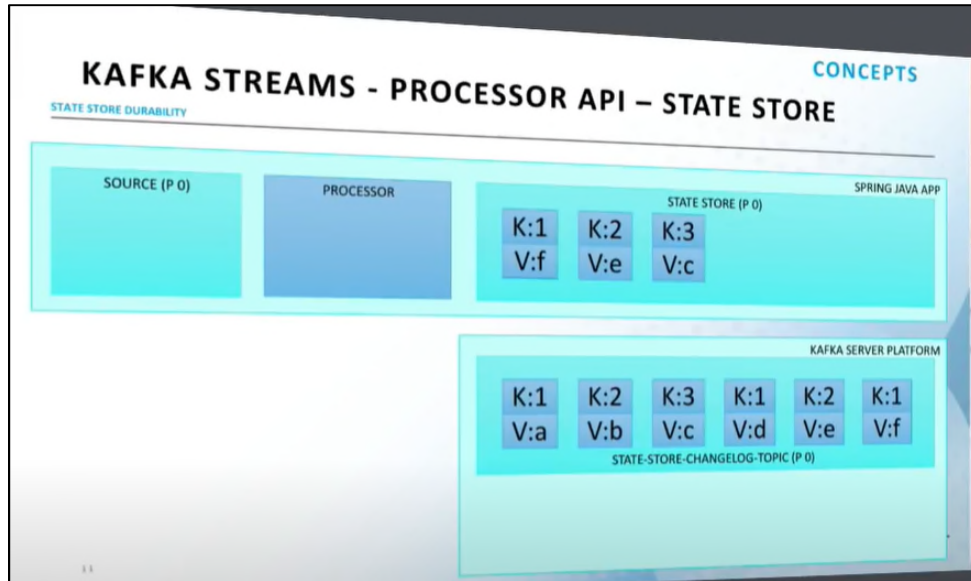 CONCEPTS
KAFKA STREAMS - PROCESSOR API – STATE STORE
STATE STORE DURABILITY
SPRING JAVA APP
SOURCE (P 0)
PROCESSOR
STATE STORE (P 0)
K:1 K:2 K:3
V:f V:e V:c
KAFKA SERVER PLATFORM
K:1 K:2 K:3 K:1 K:2 K:1
V:a V:b V:c V:d V:e V:f
STATE-STORE-CHANGELOG-TOPIC (P 0)
11